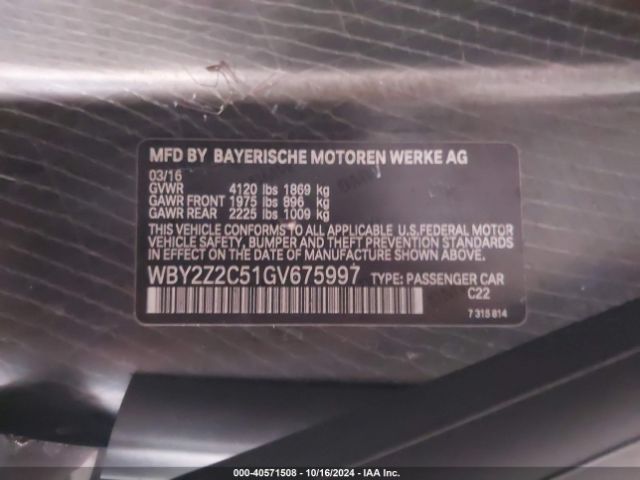 MFD BY BAYERISCHE MOTOREN WERKE AG
03/16
GVWR 4120 lbs 1869 kg
GAWR FRONT 1975 lbs 896 kg
GAWR REAR 2225 lbs 1009 kg
THIS VEHICLE CONFORMS TO ALL APPLICABLE U.S.FEDERAL MOTOR
VEHICLE SAFETY, BUMPER AND THEFT PREVENTION STANDARDS
IN EFFECT ON THE DATE OF MANUFACTURE SHOWN ABOVE.
WBY2Z2C51GV675997 TYPE: PASSENGER CAR
C22
7 315 614
000-40571508 - 10/16/2024 - IAA Inc.